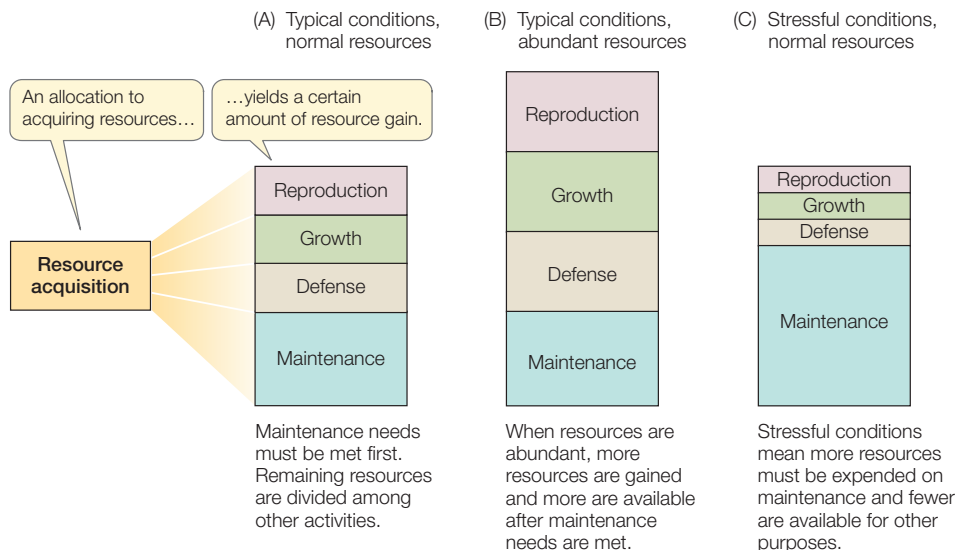 (A) Typical conditions,
normal resources
(B) Typical conditions,
abundant resources
(C) Stressful conditions,
normal resources
An allocation to
acquiring resources…
…yields a certain
amount of resource gain.
Resource
acquisition
Reproduction
Growth
Defense
Maintenance
Reproduction
Growth
Defense
Maintenance
Reproduction
Growth
Defense
Maintenance
Maintenance needs
must be met first.
Remaining resources
are divided among
other activities.
When resources are
abundant, more
resources are gained
and more are available
after maintenance
needs are met.
Stressful conditions
mean more resources
must be expended on
maintenance and fewer
are available for other
purposes.